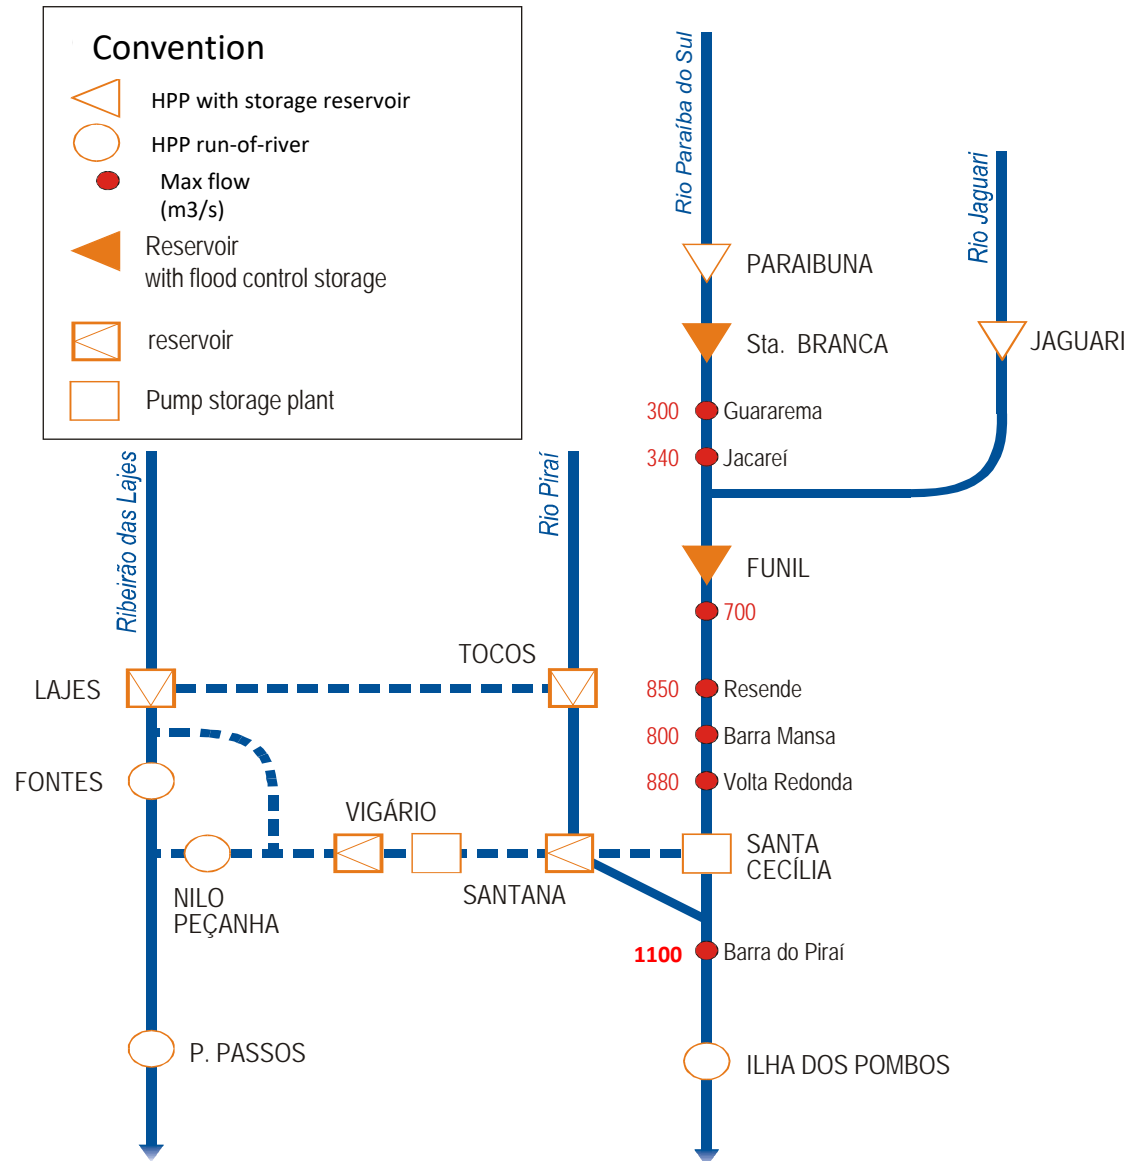 Convention
HPP with storage reservoir
HPP run-of-river
Max flow
(m3/s)
Reservoir
with flood control storage
reservoir
Pump storage plant
Rio Paraíba do Sul
Rio Jaguari
PARAIBUNA
Sta. BRANCA
JAGUARI
300 Guararema
340 Jacareí
Ribeirão das Lajes
Rio Piraí
FUNIL
700
TOCOS
LAJES
850 Resende
800 Barra Mansa
880 Volta Redonda
FONTES
VIGÁRIO
SANTA
CECÍLIA
SANTANA
NILO
PEÇANHA
1100 Barra do Piraí
P. PASSOS
ILHA DOS POMBOS